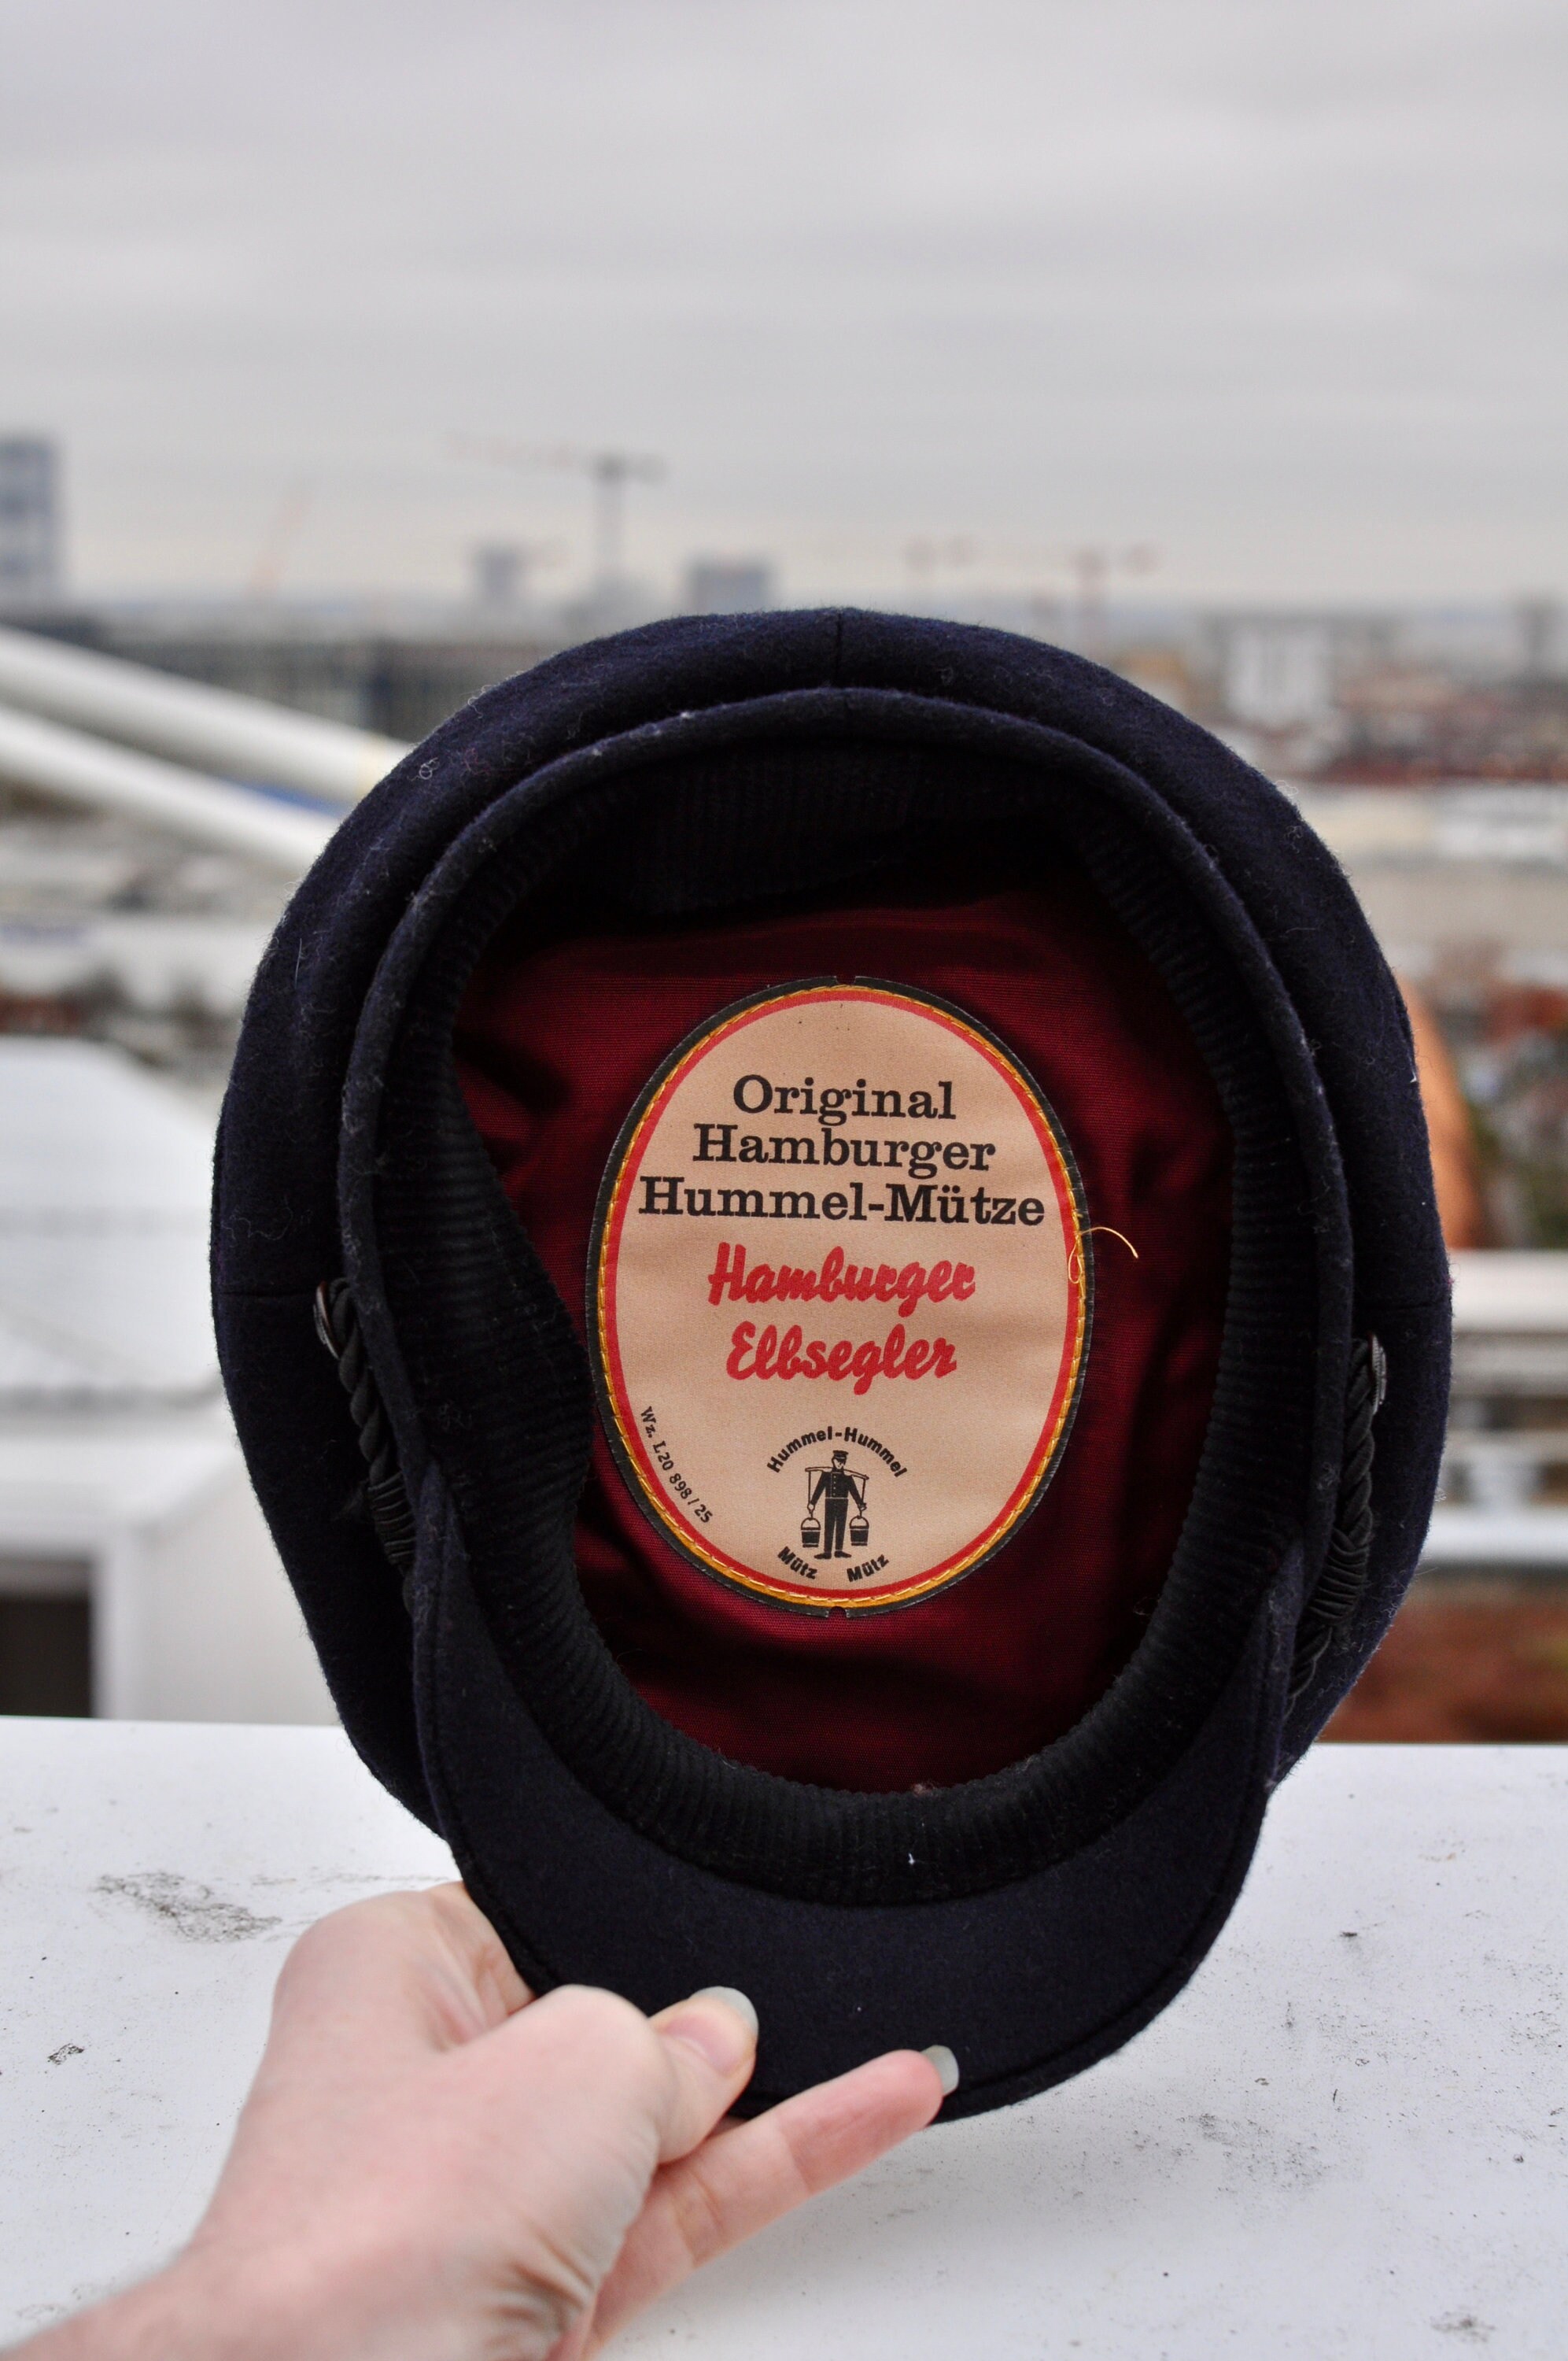 Original
Hamburger
Hummel-Mütze
Hamburger
Elbsegler
Wz. L20 898/25
Hummel-Hummel
Mütz Mütz